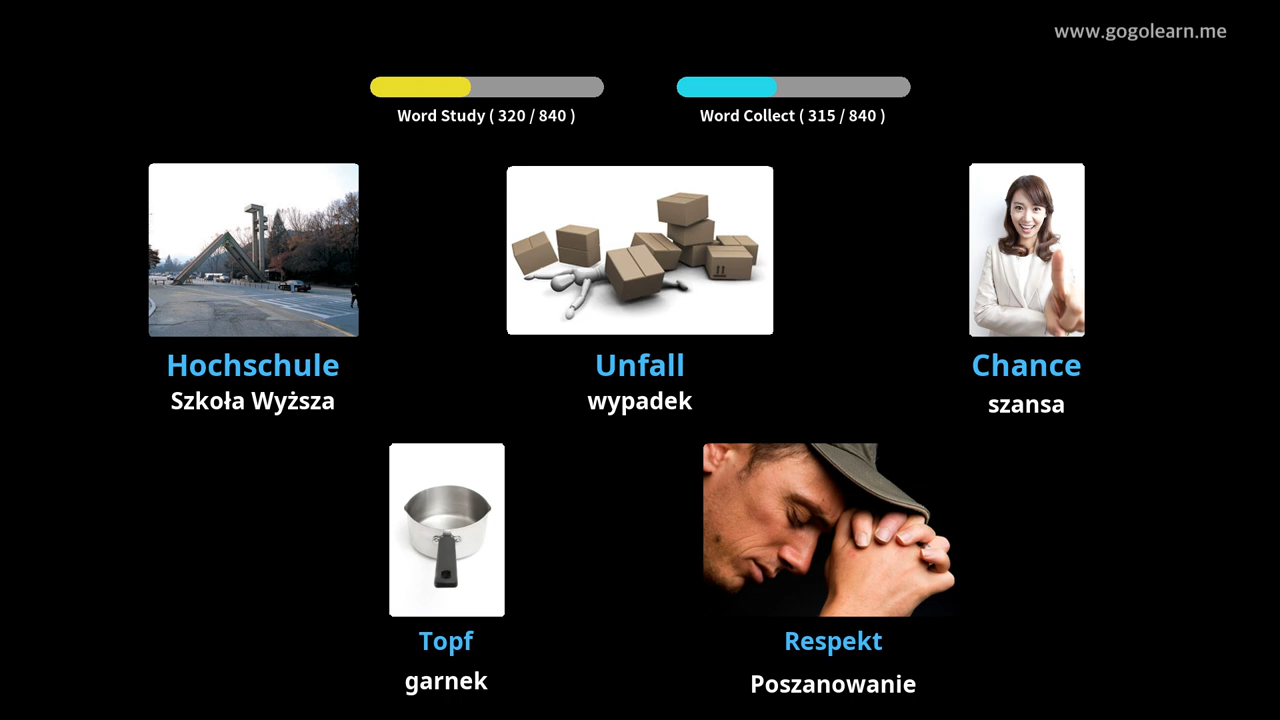 www.gogolearn.me
Word Study ( 320 / 840 )
Word Collect ( 315 / 840 )
Hochschule
Szkoła Wyższa
Unfall
wypadek
Chance
szansa
Topf
garnek
Respekt
Poszanowanie